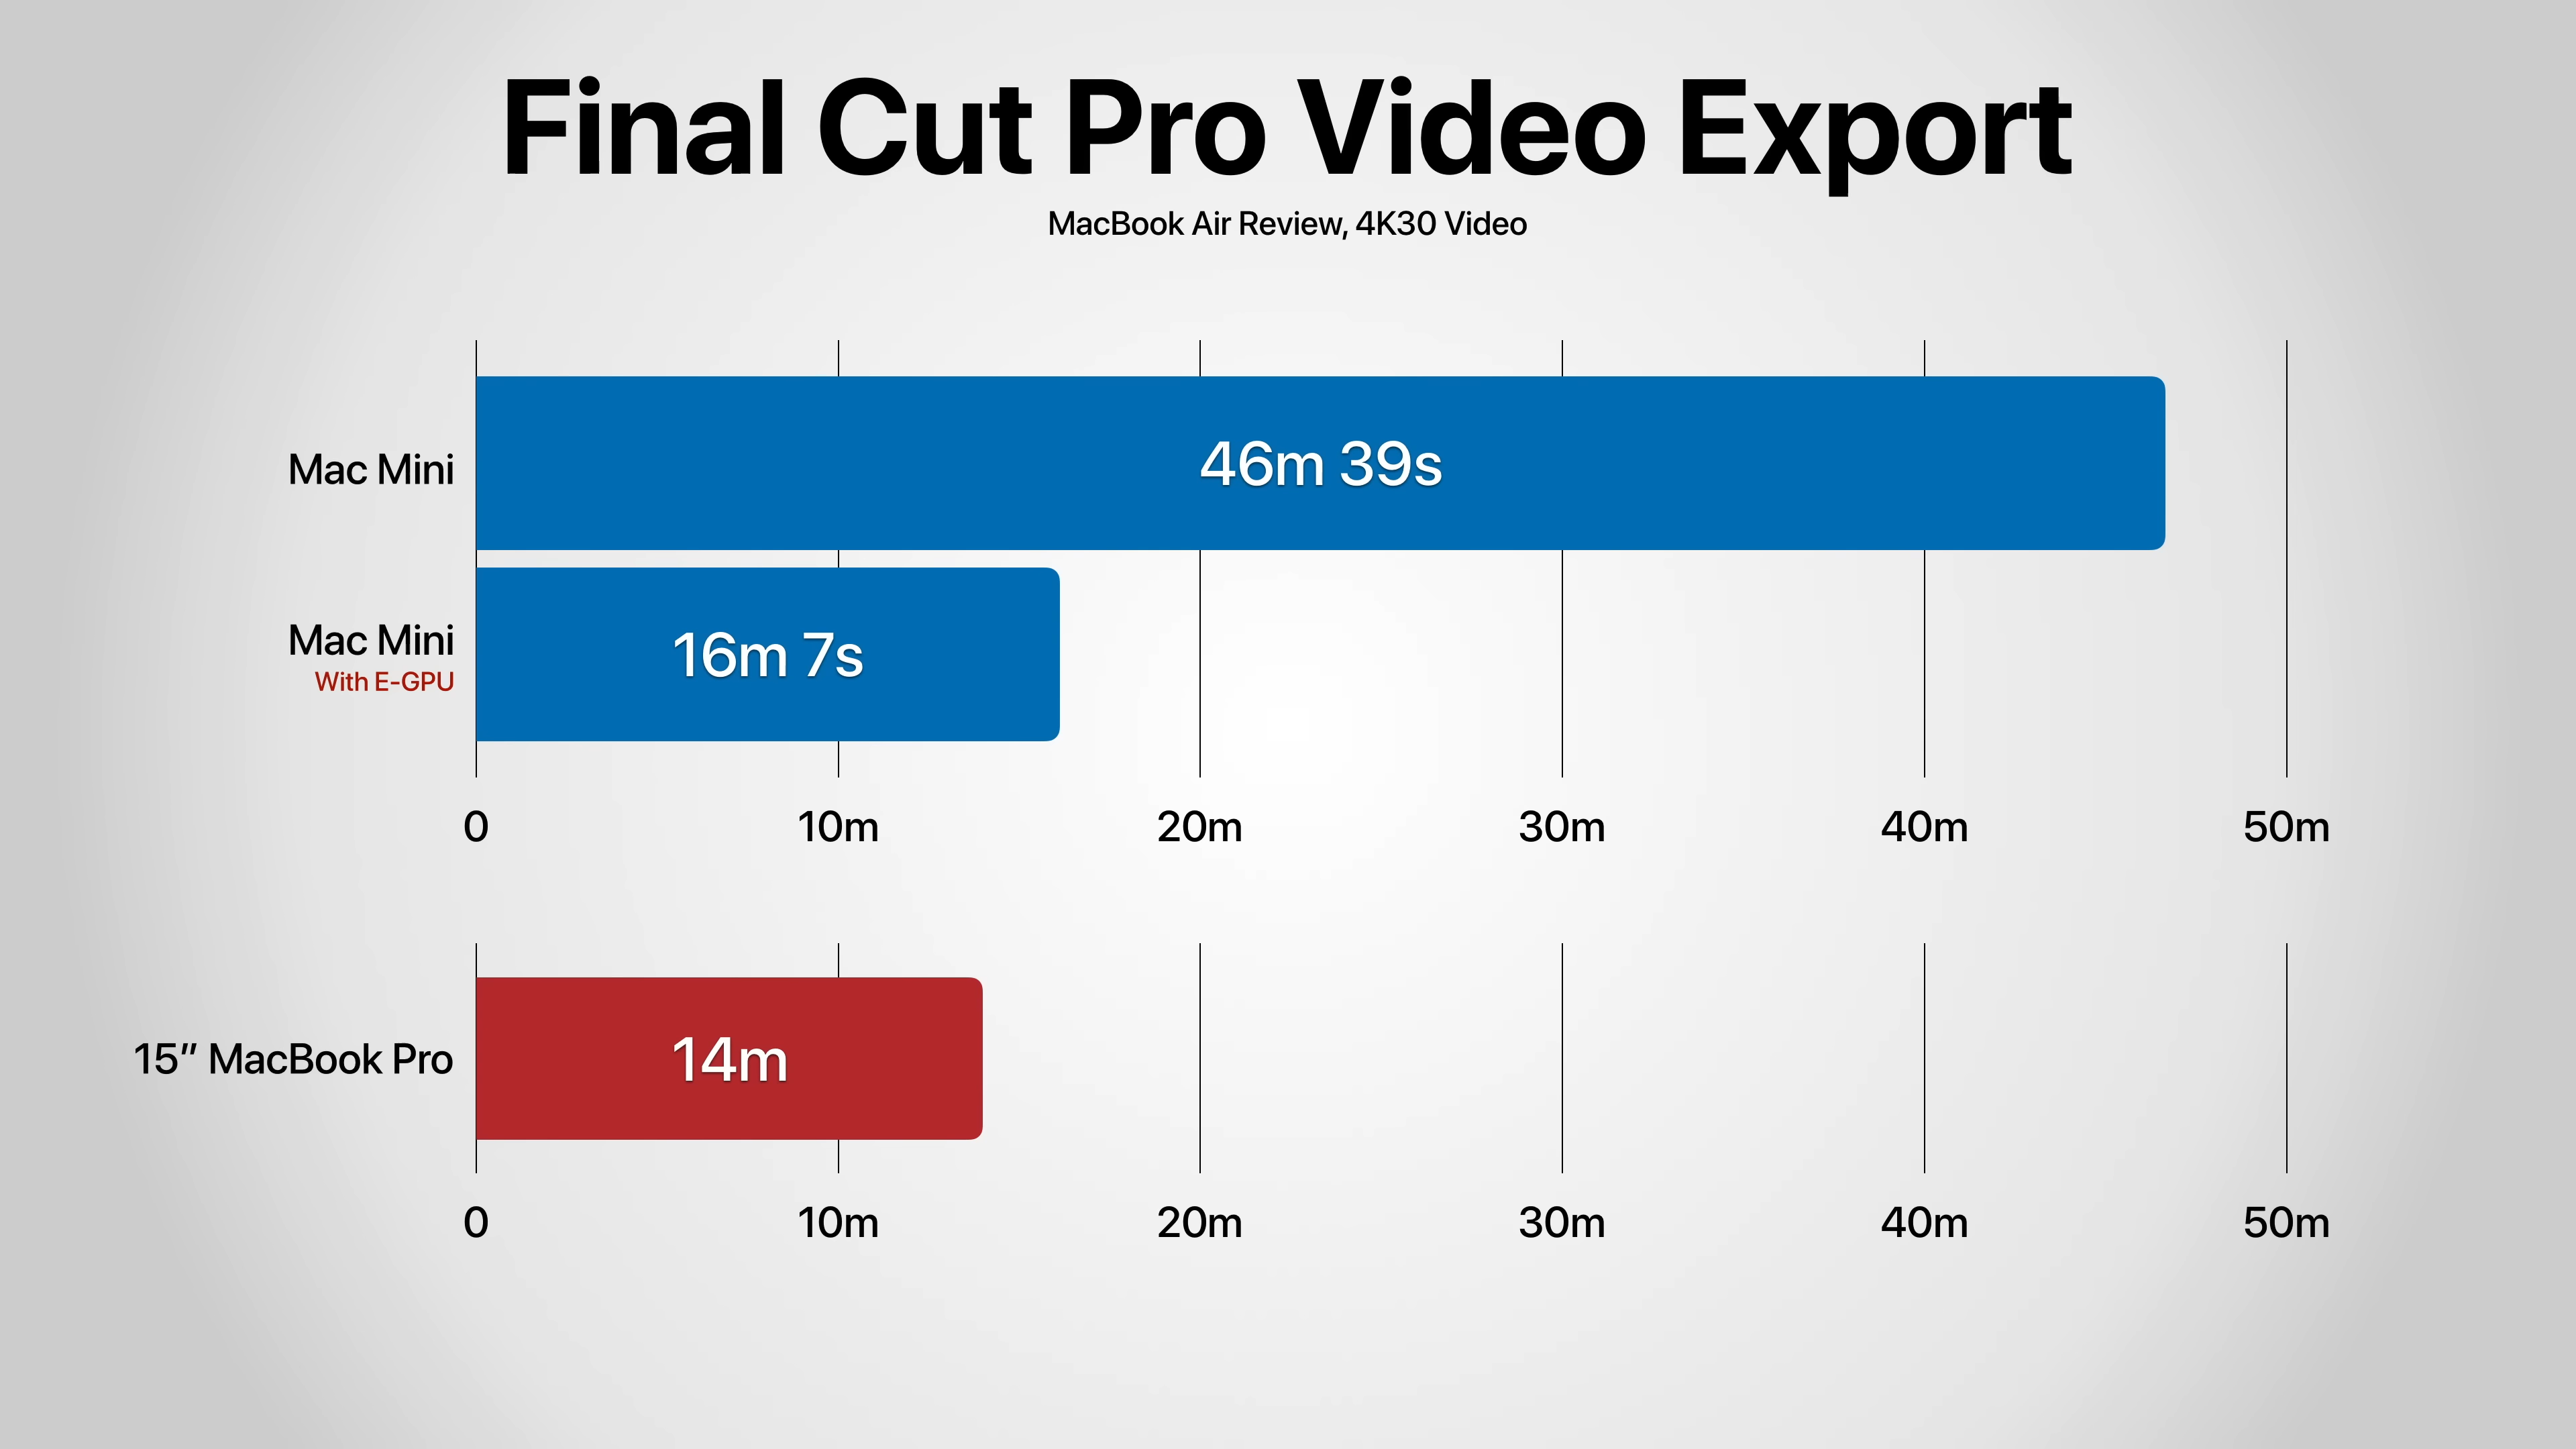 Final Cut Pro Video Export
MacBook Air Review, 4K30 Video
Mac Mini
46m 39s
Mac Mini
With E-GPU
16m 7s
0 10m 20m 30m 40m 50m
15” MacBook Pro
14m
0 10m 20m 30m 40m 50m